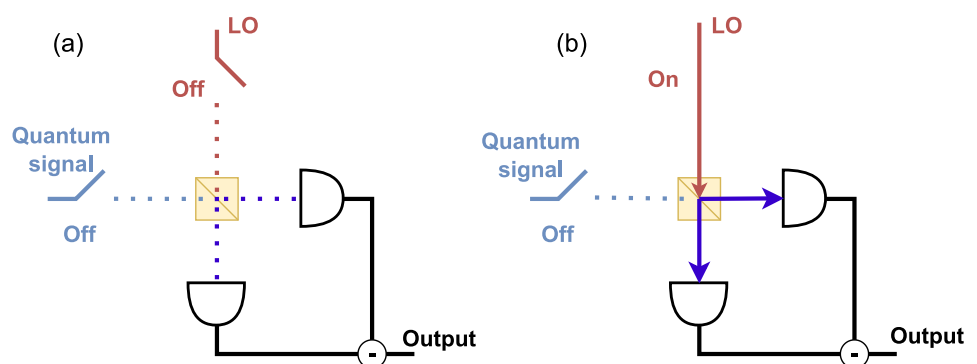 (a)
LO
Off
Quantum
signal
Off
-
Output
(b)
LO
On
Quantum
signal
Off
-
Output